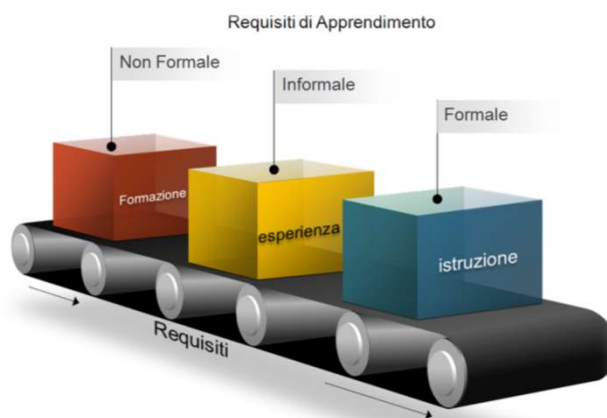 Requisiti di Apprendimento
Non Formale
Informale
Formale
Formazione
esperienza
istruzione
Requisiti